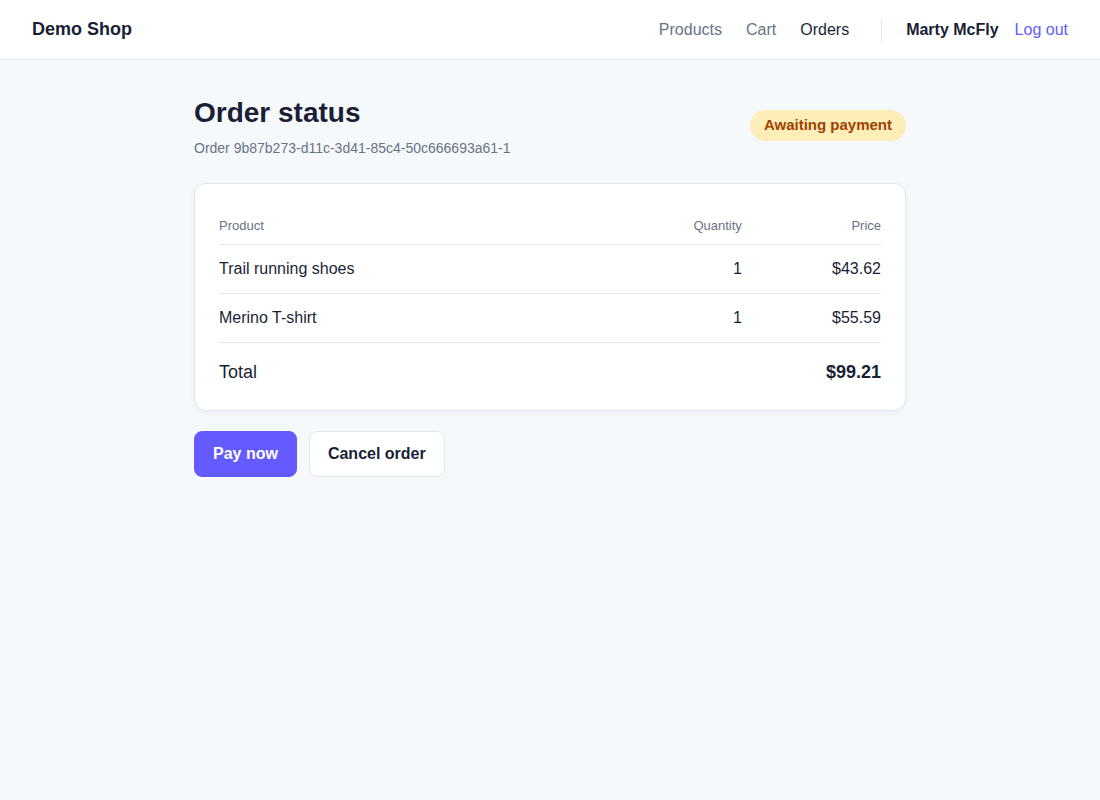 Demo Shop
Products Cart Orders Marty McFly Log out
Order status
Awaiting payment
Order 9b87b273-d11c-3d41-85c4-50c666693a61-1
Product Quantity Price
Trail running shoes 1 $43.62
Merino T-shirt 1 $55.59
Total $99.21
Pay now Cancel order